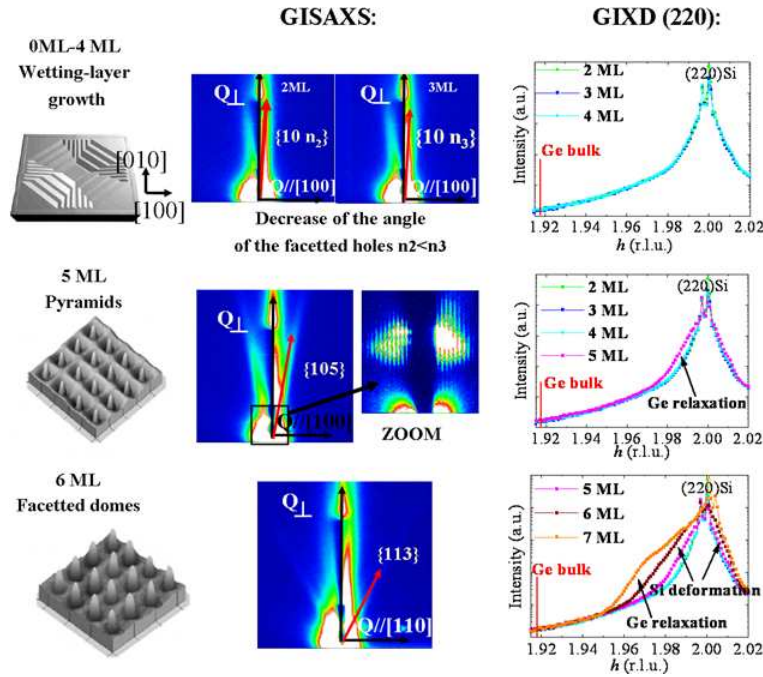 GISAXS:
GIXD (220):
0ML-4 ML
Wetting-layer
growth
[010]
[100]
Q⊥
2ML
{10 n2}
Q//[100]
Q⊥
3ML
{10 n3}
Q//[100]
Decrease of the angle
of the facetted holes n2<n3
Intensity (a.u.)
2 ML
3 ML
4 ML
(220)Si
Ge bulk
1.92 1.94 1.96 1.98 2.00 2.02
h (r.l.u.)
5 ML
Pyramids
Q⊥
{105}
Q//[100]
ZOOM
Intensity (a.u.)
2 ML
3 ML
4 ML
5 ML
(220)Si
Ge bulk
Ge relaxation
1.92 1.94 1.96 1.98 2.00 2.02
h (r.l.u.)
6 ML
Facetted domes
Q⊥
{113}
Q//[110]
Intensity (a.u.)
5 ML
6 ML
7 ML
(220)Si
Ge bulk
Si deformation
Ge relaxation
1.92 1.94 1.96 1.98 2.00 2.02
h (r.l.u.)